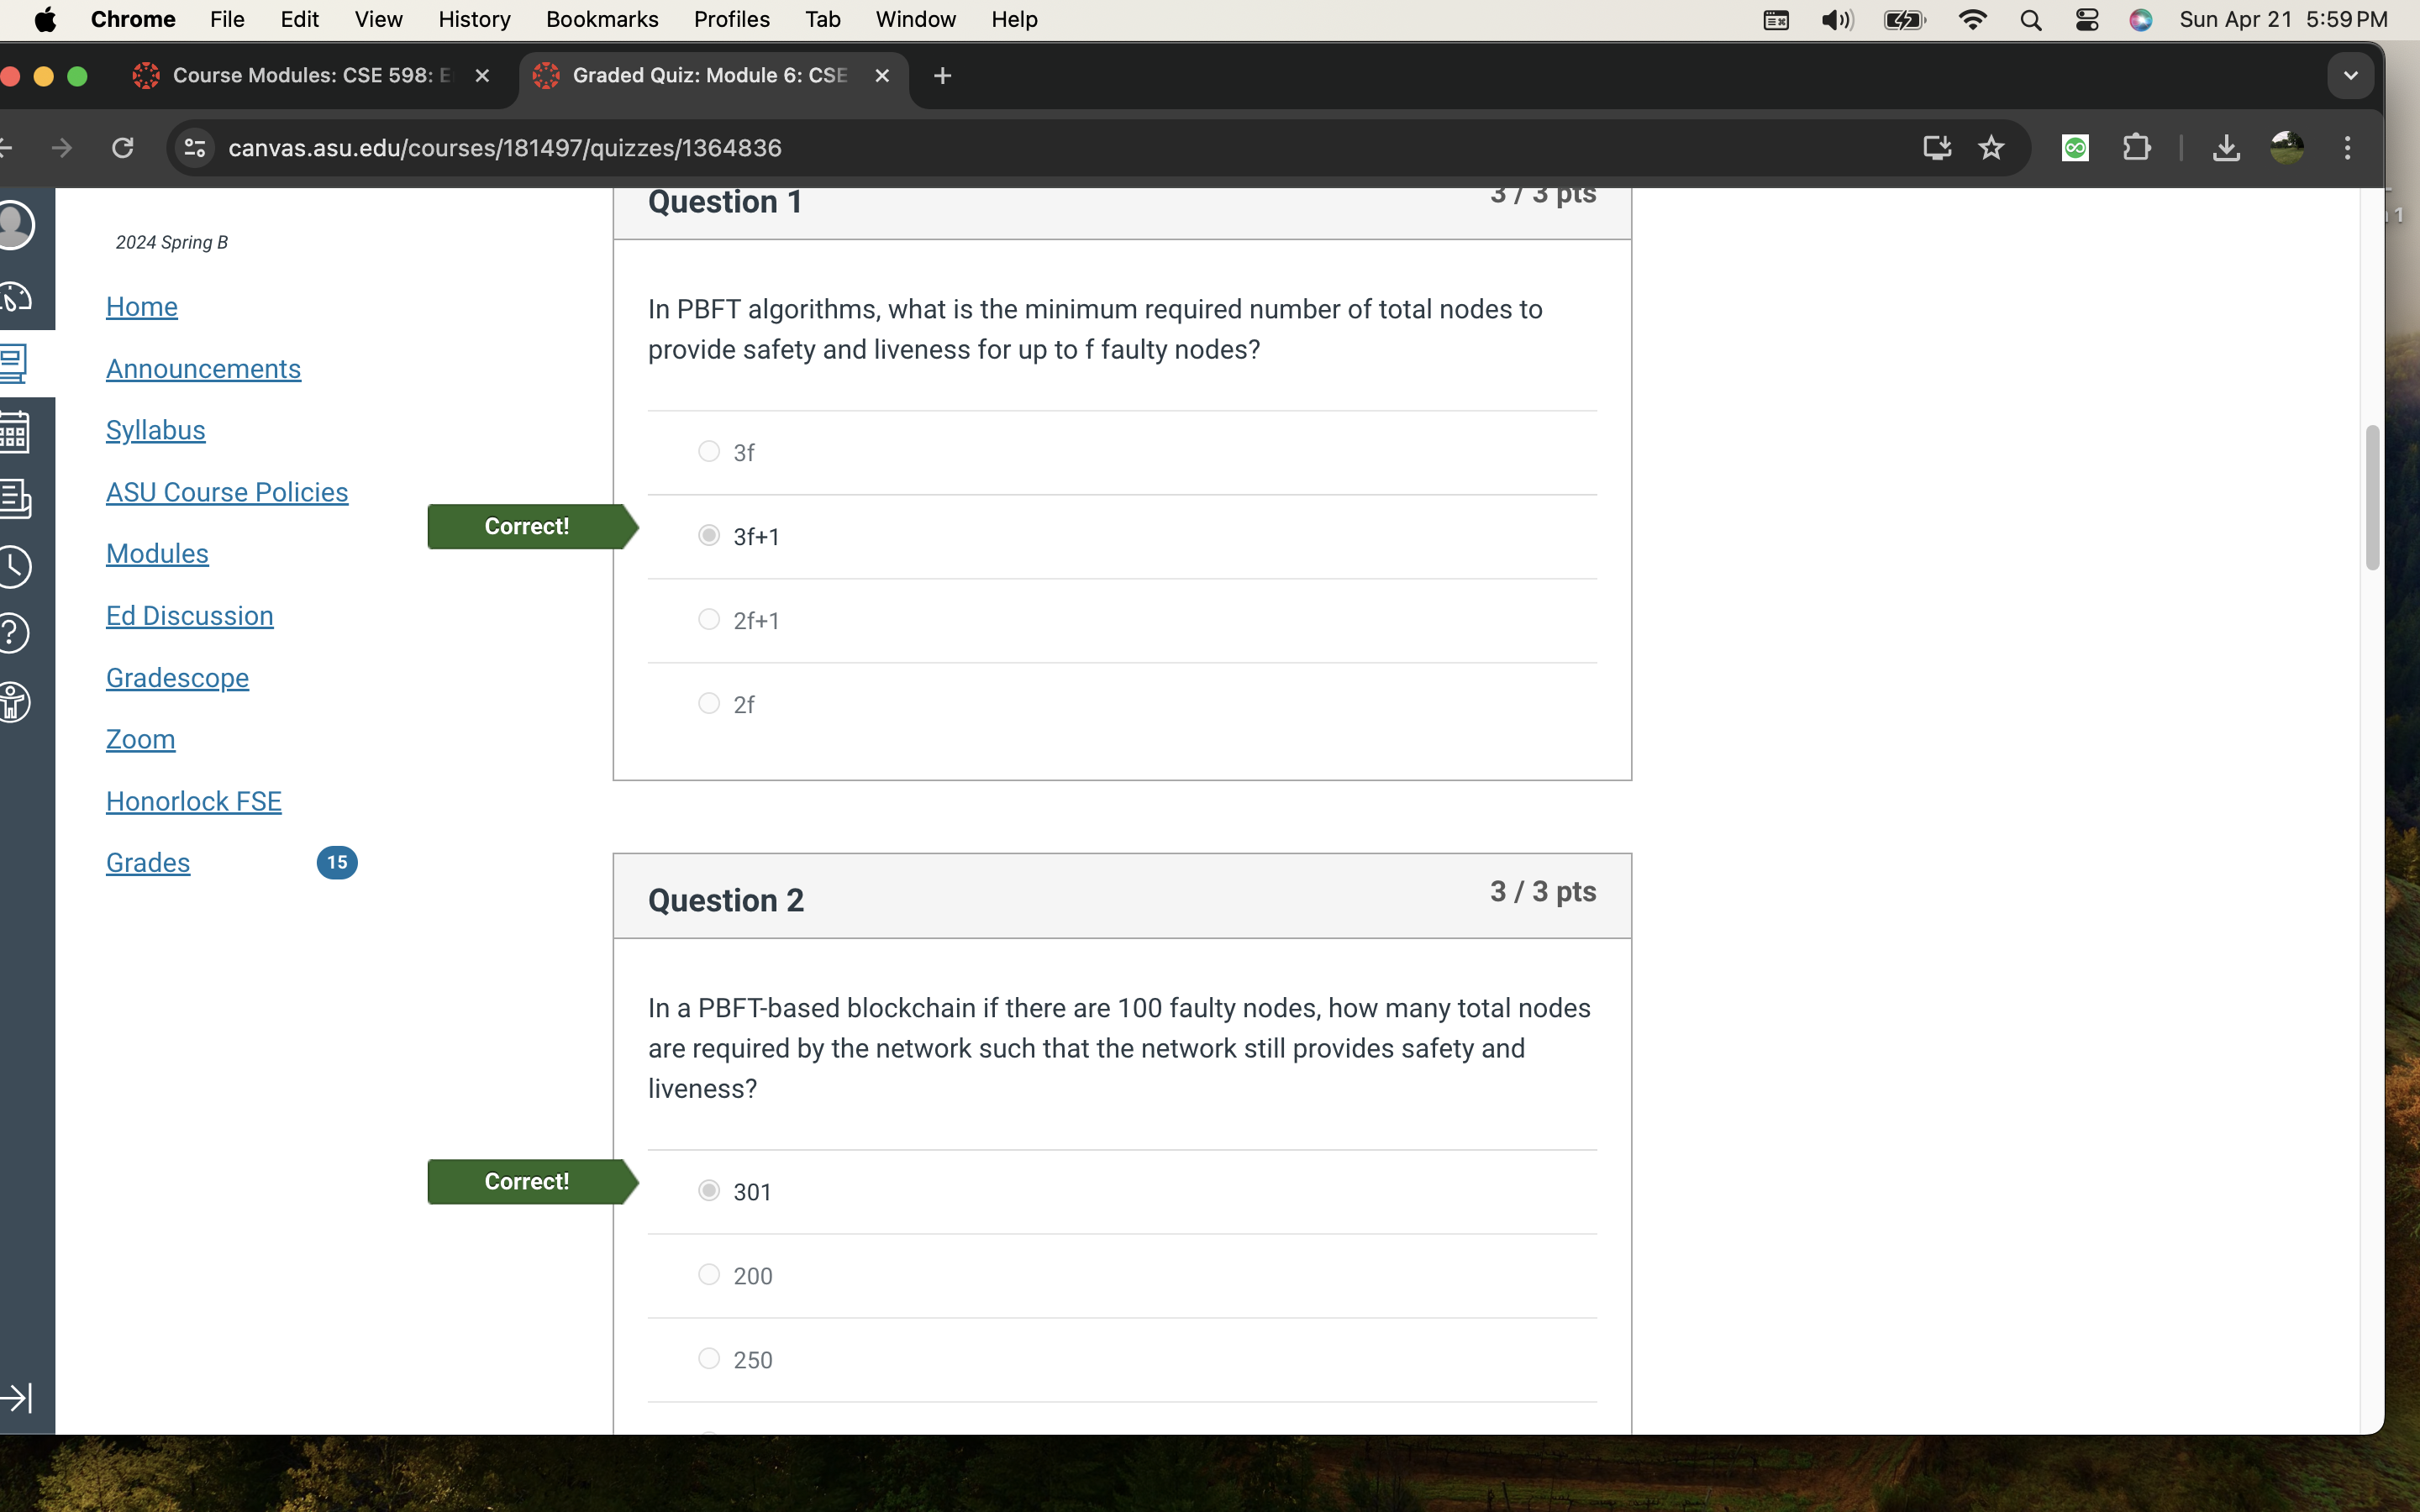 Chrome File Edit View History Bookmarks Profiles Tab Window Help Sun Apr 21 5:59 PM
Course Modules: CSE 598: E Graded Quiz: Module 6: CSE
canvas.asu.edu/courses/181497/quizzes/1364836
2024 Spring B
Home
Announcements
Syllabus
ASU Course Policies
Modules
Ed Discussion
Gradescope
Zoom
Honorlock FSE
Grades 15
Question 1 3 / 3 pts
In PBFT algorithms, what is the minimum required number of total nodes to
provide safety and liveness for up to f faulty nodes?
3f
Correct! 3f+1
2f+1
2f
Question 2 3 / 3 pts
In a PBFT-based blockchain if there are 100 faulty nodes, how many total nodes
are required by the network such that the network still provides safety and
liveness?
Correct! 301
200
250